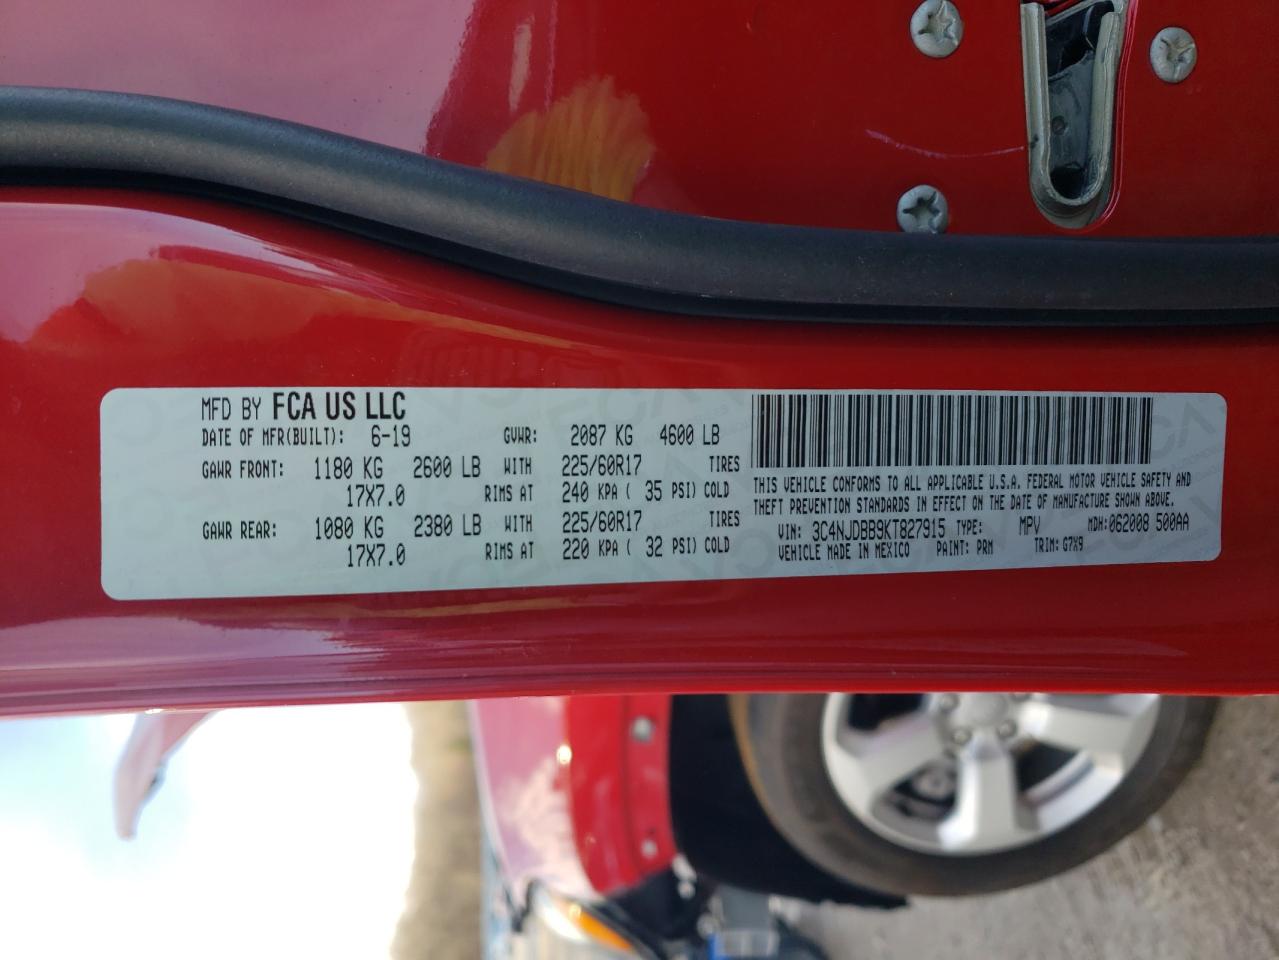 MFD BY FCA US LLC
DATE OF MFR(BUILT): 6-19 GVWR: 2087 KG 4600 LB
GAWR FRONT: 1180 KG 2600 LB WITH 225/60R17 TIRES
17X7.0 RIMS AT 240 KPA ( 35 PSI) COLD
GAWR REAR: 1080 KG 2380 LB WITH 225/60R17 TIRES
17X7.0 RIMS AT 220 KPA ( 32 PSI) COLD
THIS VEHICLE CONFORMS TO ALL APPLICABLE U.S.A. FEDERAL MOTOR VEHICLE SAFETY AND
THEFT PREVENTION STANDARDS IN EFFECT ON THE DATE OF MANUFACTURE SHOWN ABOVE.
VIN: 3C4NJDBB9KT827915 TYPE: MPV MDH: 062008 500AA
VEHICLE MADE IN MEXICO PAINT: PRM TRIM: G7X9